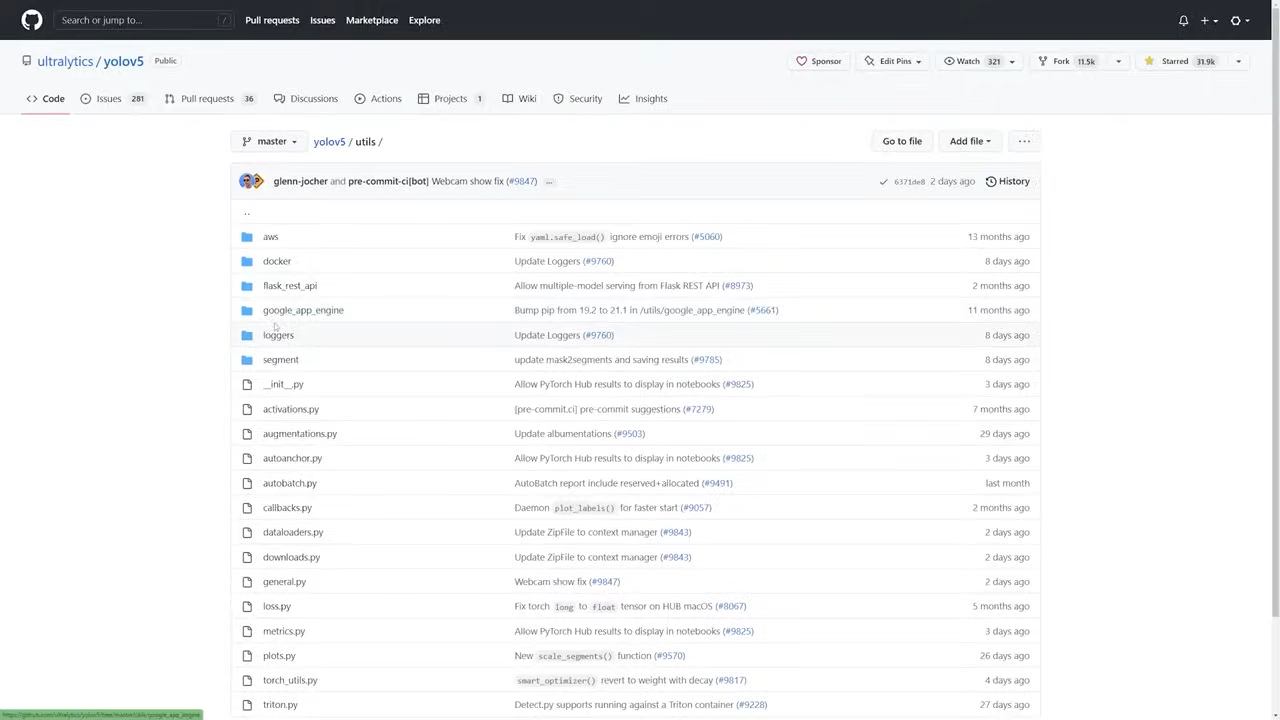 Search or jump to... /
Pull requests Issues Marketplace Explore
ultralytics / yolov5 Public
Sponsor Edit Pins Watch 321 Fork 11.5k Starred 31.9k
Code Issues 281 Pull requests 36 Discussions Actions Projects 1 Wiki Security Insights
master yolov5 / utils / Go to file Add file ...
glenn-jocher and pre-commit-ci[bot] Webcam show fix (#9847) ... 6371de8 2 days ago History
..
aws Fix yaml.safe_load() ignore emoji errors (#5060) 13 months ago
docker Update Loggers (#9760) 8 days ago
flask_rest_api Allow multiple-model serving from Flask REST API (#8973) 2 months ago
google_app_engine Bump pip from 19.2 to 21.1 in /utils/google_app_engine (#5661) 11 months ago
loggers Update Loggers (#9760) 8 days ago
segment update mask2segments and saving results (#9785) 8 days ago
__init__.py Allow PyTorch Hub results to display in notebooks (#9825) 3 days ago
activations.py [pre-commit.ci] pre-commit suggestions (#7279) 7 months ago
augmentations.py Update albumentations (#9503) 29 days ago
autoanchor.py Allow PyTorch Hub results to display in notebooks (#9825) 3 days ago
autobatch.py AutoBatch report include reserved+allocated (#9491) last month
callbacks.py Daemon plot_labels() for faster start (#9057) 2 months ago
dataloaders.py Update ZipFile to context manager (#9843) 2 days ago
downloads.py Update ZipFile to context manager (#9843) 2 days ago
general.py Webcam show fix (#9847) 2 days ago
loss.py Fix torch long to float tensor on HUB macOS (#8067) 5 months ago
metrics.py Allow PyTorch Hub results to display in notebooks (#9825) 3 days ago
plots.py New scale_segments() function (#9570) 26 days ago
torch_utils.py smart_optimizer() revert to weight with decay (#9817) 4 days ago
triton.py Detect.py supports running against a Triton container (#9228) 27 days ago
https://github.com/ultralytics/yolov5/tree/master/utils/google_app_engine